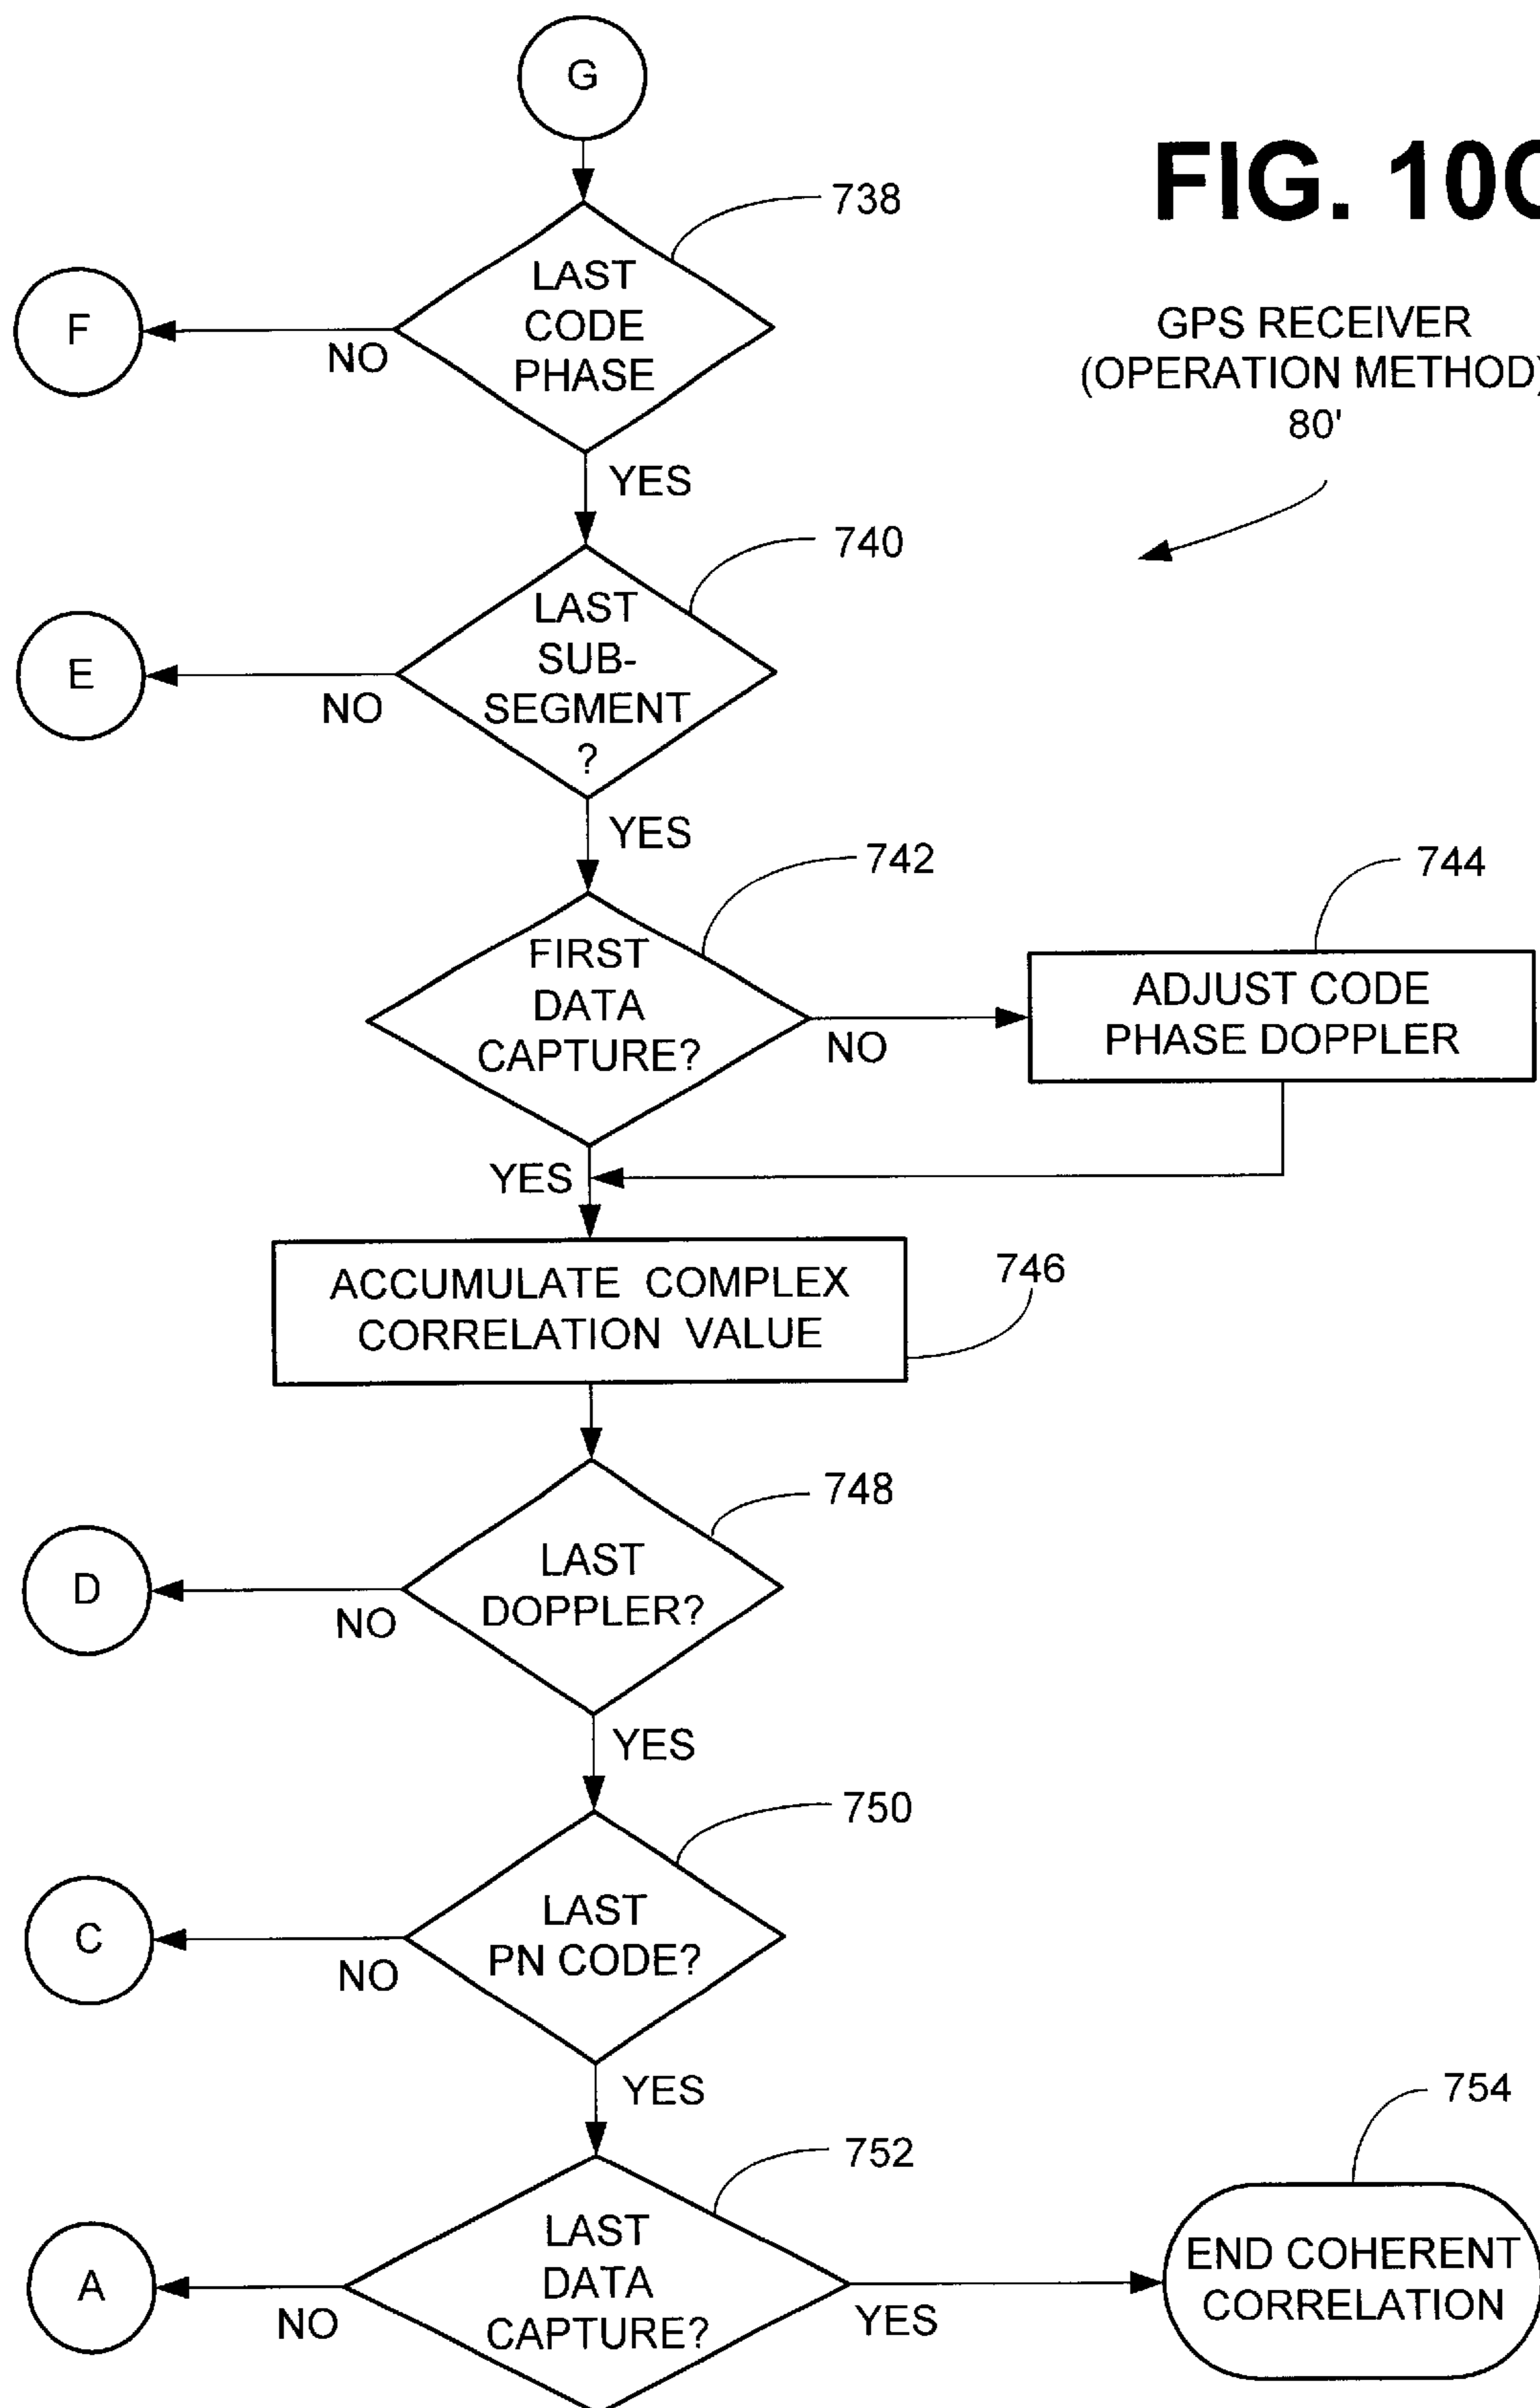 G
FIG. 10C
738
LAST
CODE
PHASE
F
NO
GPS RECEIVER
(OPERATION METHOD)
80'
YES
740
LAST
SUB-
SEGMENT
?
E
NO
YES
742
744
FIRST
DATA
CAPTURE?
NO
ADJUST CODE
PHASE DOPPLER
YES
ACCUMULATE COMPLEX
CORRELATION VALUE
746
748
LAST
DOPPLER?
D
NO
YES
750
LAST
PN CODE?
C
NO
YES
752
754
LAST
DATA
CAPTURE?
A
NO
YES
END COHERENT
CORRELATION